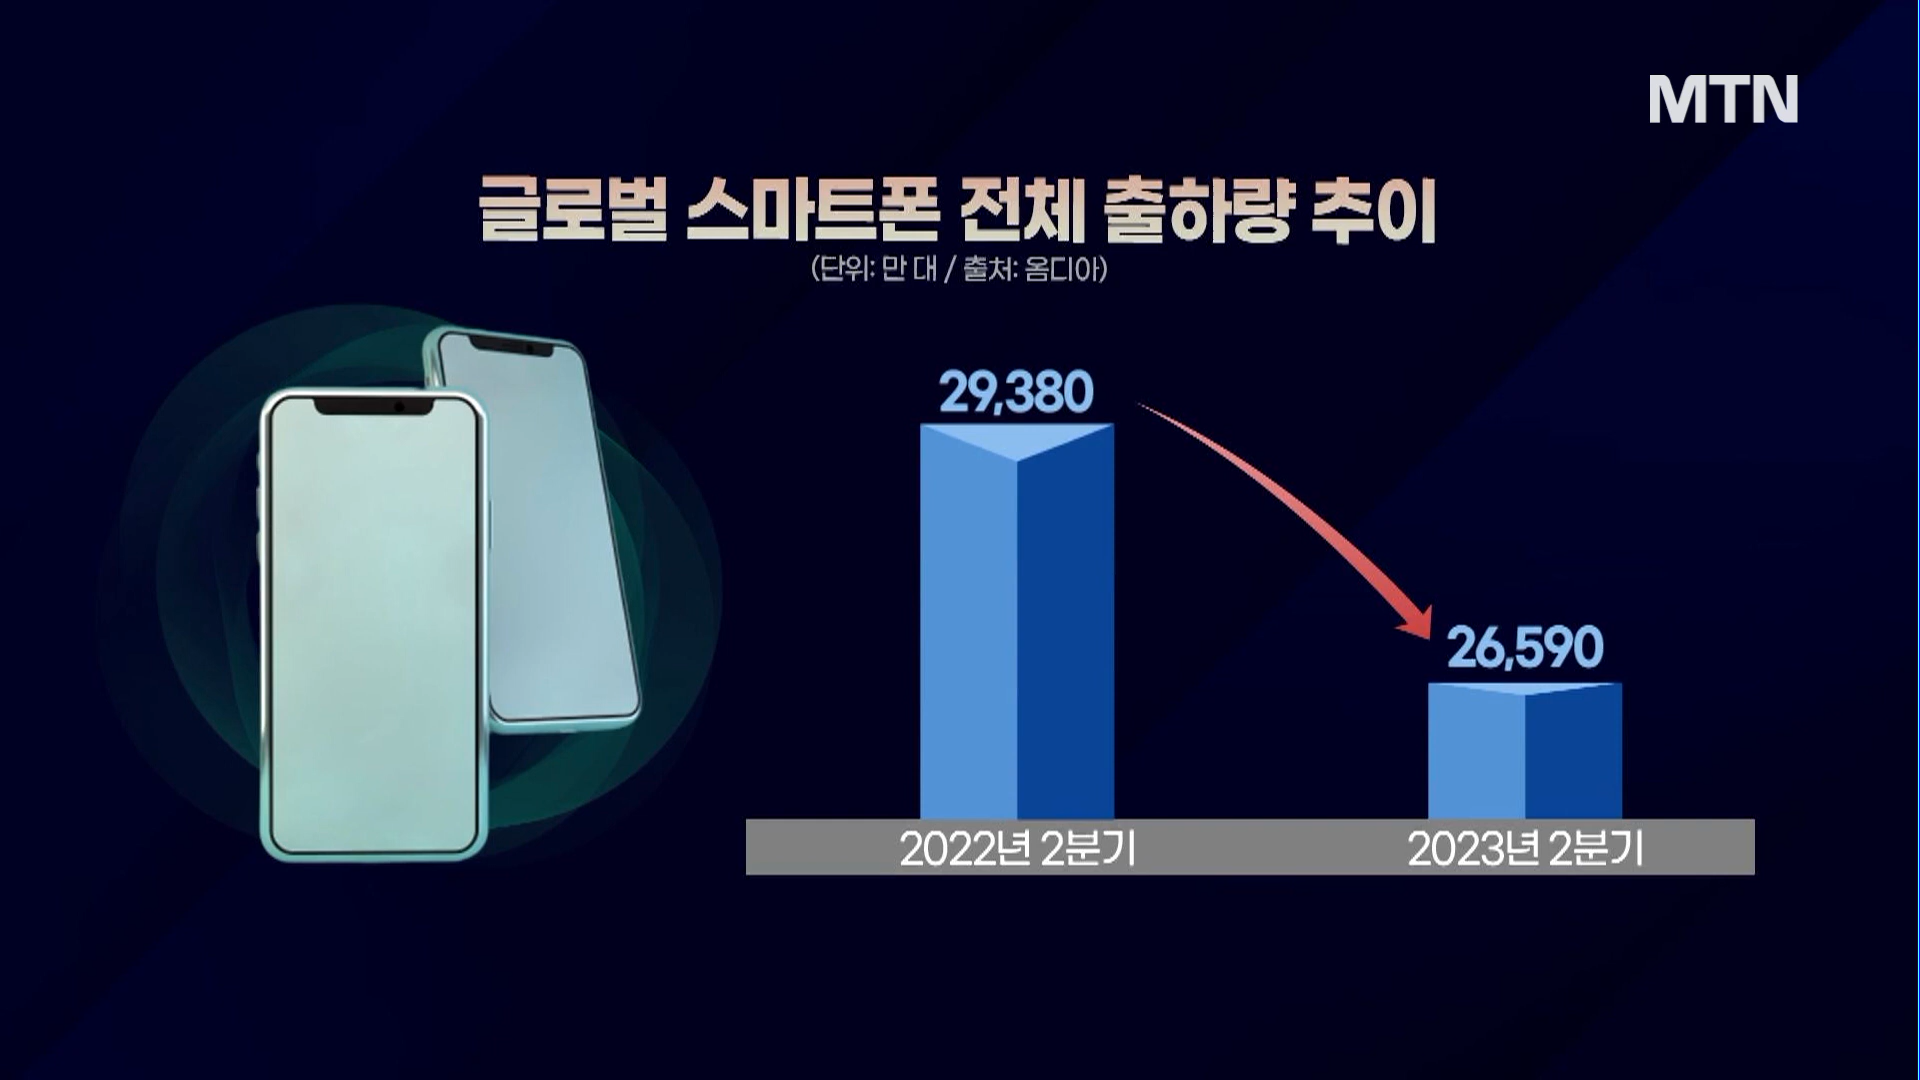 MTN
글로벌 스마트폰 전체 출하량 추이
(단위: 만 대 / 출처: 옴디아)
29,380
26,590
2022년 2분기
2023년 2분기